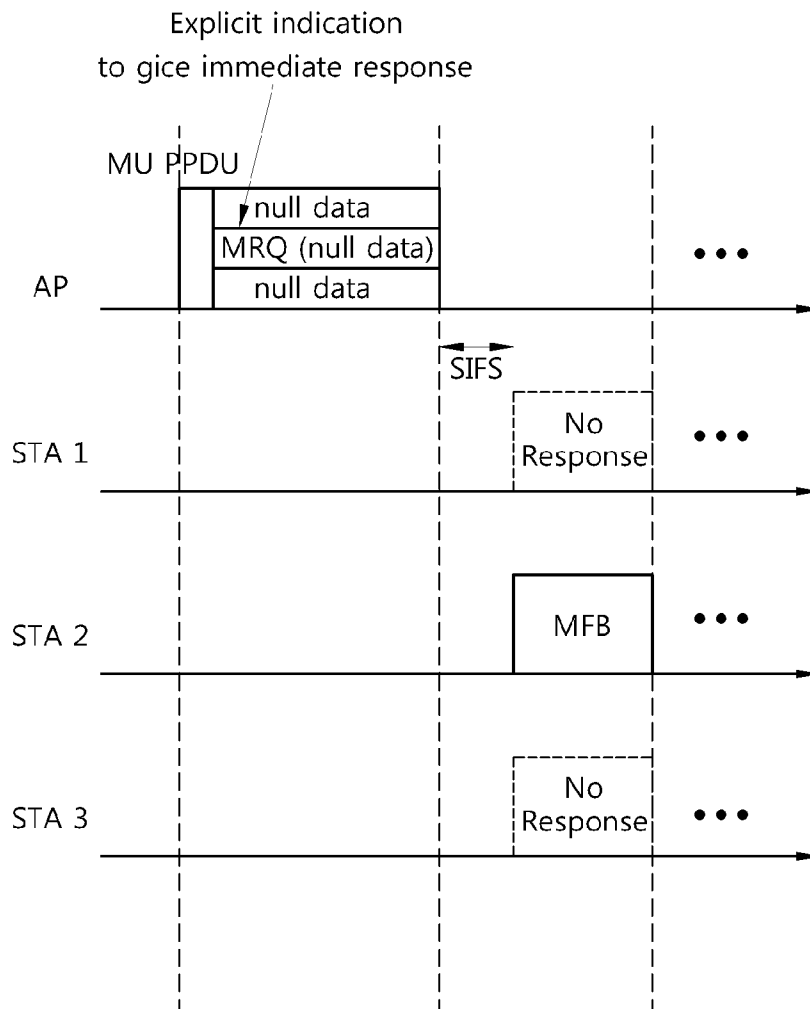 Explicit indication
to gice immediate response
MU PPDU
null data
MRQ (null data)
null data
AP
SIFS
STA 1
No
Response
STA 2
MFB
STA 3
No
Response